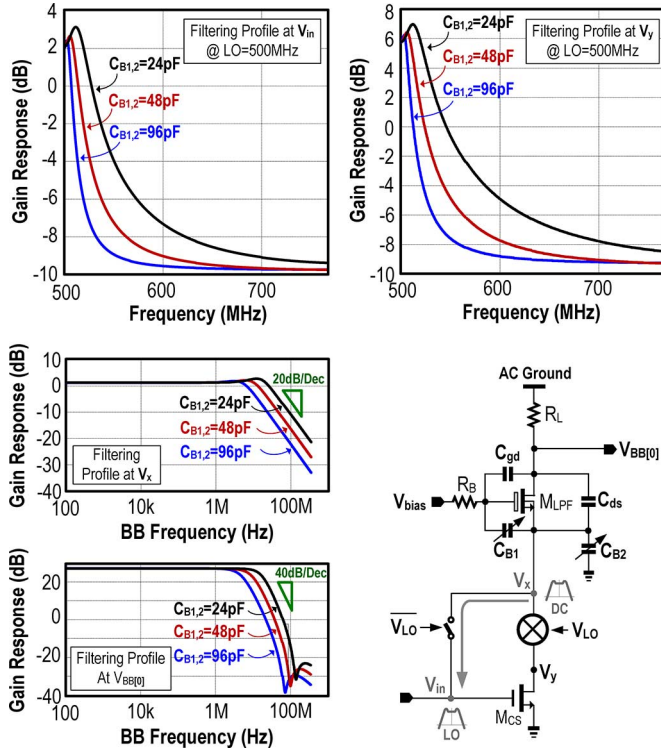 Filtering Profile at Vin
@ LO=500MHz
CB1,2=24pF
CB1,2=48pF
CB1,2=96pF
Gain Response (dB)
4
2
0
-2
-4
-6
-8
-10
500
600
700
Frequency (MHz)
Filtering Profile at Vy
@ LO=500MHz
CB1,2=24pF
CB1,2=48pF
CB1,2=96pF
Gain Response (dB)
8
6
4
2
0
-2
-4
-6
-8
-10
500
600
700
Frequency (MHz)
Gain Response (dB)
10
0
-10
-20
-30
-40
20dB/Dec
CB1,2=24pF
CB1,2=48pF
CB1,2=96pF
Filtering
Profile at Vx
100
10k
1M
100M
BB Frequency (Hz)
Gain Response (dB)
20
0
-20
-40
40dB/Dec
CB1,2=24pF
CB1,2=48pF
CB1,2=96pF
Filtering Profile
At VBB[0]
100
10k
1M
100M
BB Frequency (Hz)
AC Ground
RL
VBB[0]
Cgd
RB
Vbias
MLPF
Cds
CB1
CB2
Vx
DC
VLO
VLO
Vy
Vin
MCS
LO